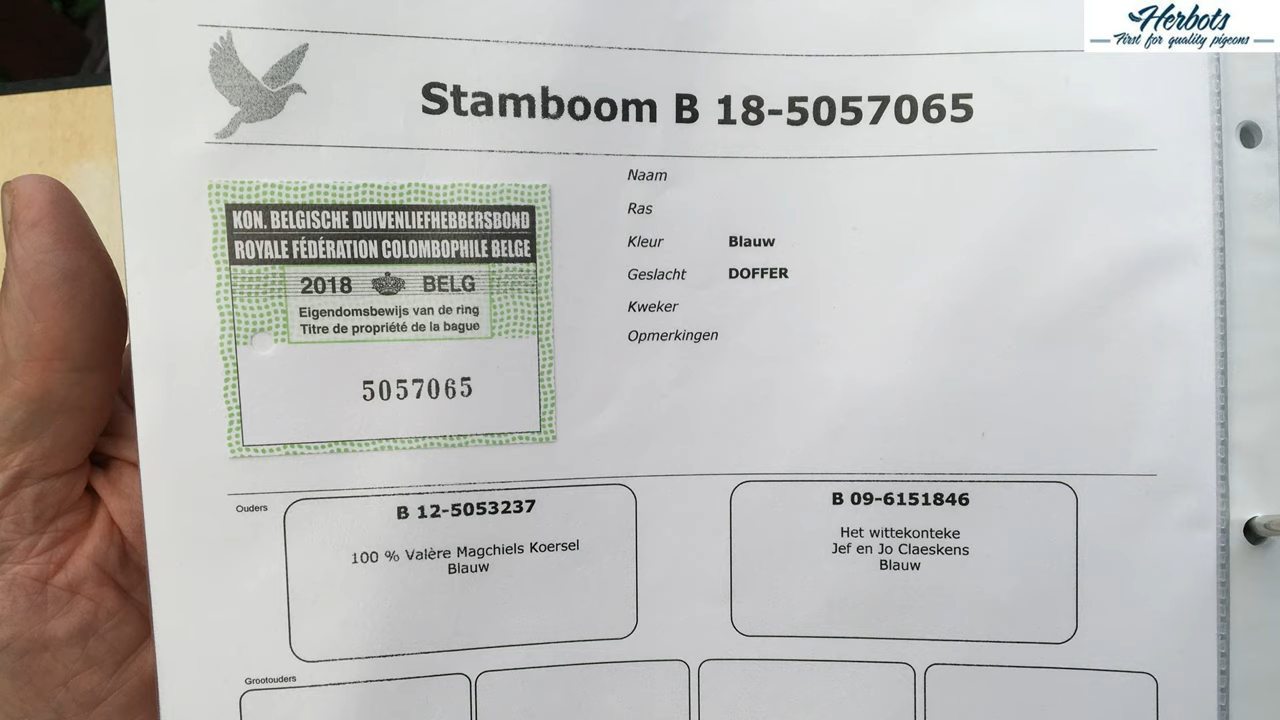 Herbots
First for quality pigeons
Stamboom B 18-5057065
KON. BELGISCHE DUIVENLIEFHEBBERSBOND
ROYALE FÉDÉRATION COLOMBOPHILE BELGE
2018 BELG
Eigendomsbewijs van de ring
Titre de propriété de la bague
5057065
Naam
Ras
Kleur Blauw
Geslacht DOFFER
Kweker
Opmerkingen
Ouders
B 12-5053237
100 % Valère Magchiels Koersel
Blauw
B 09-6151846
Het wittekonteke
Jef en Jo Claeskens
Blauw
Grootouders